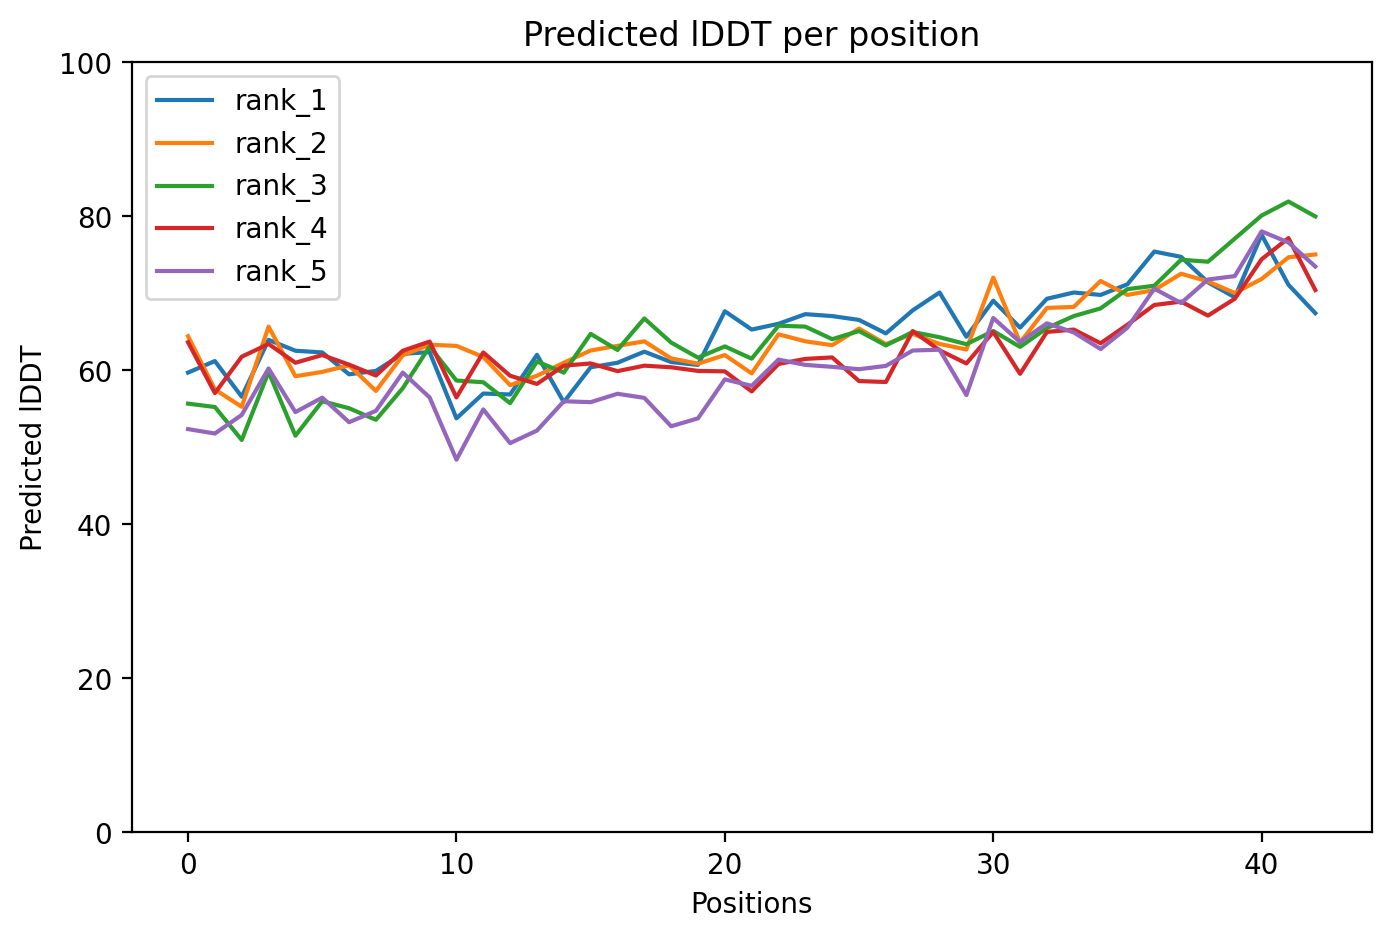 Predicted lDDT per position
100
80
60
40
20
0
Predicted lDDT
rank_1
rank_2
rank_3
rank_4
rank_5
0 10 20 30 40
Positions